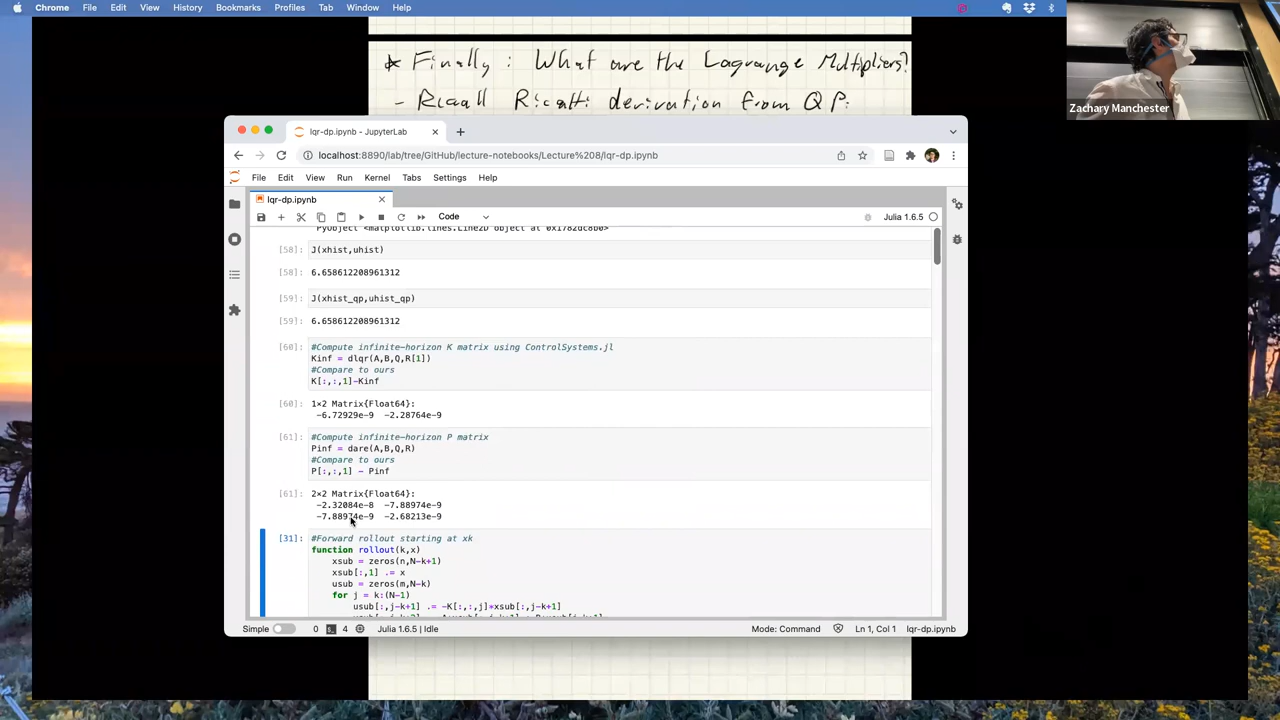 Chrome File Edit View History Bookmarks Profiles Tab Window Help
* Finally : What are the Lagrange Multipliers?
- Recall Ricatti derivation from QP:
Zachary Manchester
lqr-dp.ipynb - JupyterLab
localhost:8890/lab/tree/GitHub/lecture-notebooks/Lecture%208/lqr-dp.ipynb
File Edit View Run Kernel Tabs Settings Help
lqr-dp.ipynb
Code
Julia 1.6.5
PyObject <matplotlib.lines.Line2D object at 0x1782dc8b0>
[58]: J(xhist,uhist)
[58]: 6.658612208961312
[59]: J(xhist_qp,uhist_qp)
[59]: 6.658612208961312
[60]: #Compute infinite-horizon K matrix using ControlSystems.jl
Kinf = dlqr(A,B,Q,R[1])
#Compare to ours
K[:,:,1]-Kinf
[60]: 1×2 Matrix{Float64}:
-6.72929e-9 -2.28764e-9
[61]: #Compute infinite-horizon P matrix
Pinf = dare(A,B,Q,R)
#Compare to ours
P[:,:,1] - Pinf
[61]: 2×2 Matrix{Float64}:
-2.32084e-8 -7.88974e-9
-7.88974e-9 -2.68213e-9
[31]: #Forward rollout starting at xk
function rollout(k,x)
xsub = zeros(n,N-k+1)
xsub[:,1] .= x
usub = zeros(m,N-k)
for j = k:(N-1)
usub[:,j-k+1] .= -K[:,:,j]*xsub[:,j-k+1]
Simple 0 4 Julia 1.6.5 | Idle Mode: Command Ln 1, Col 1 lqr-dp.ipynb